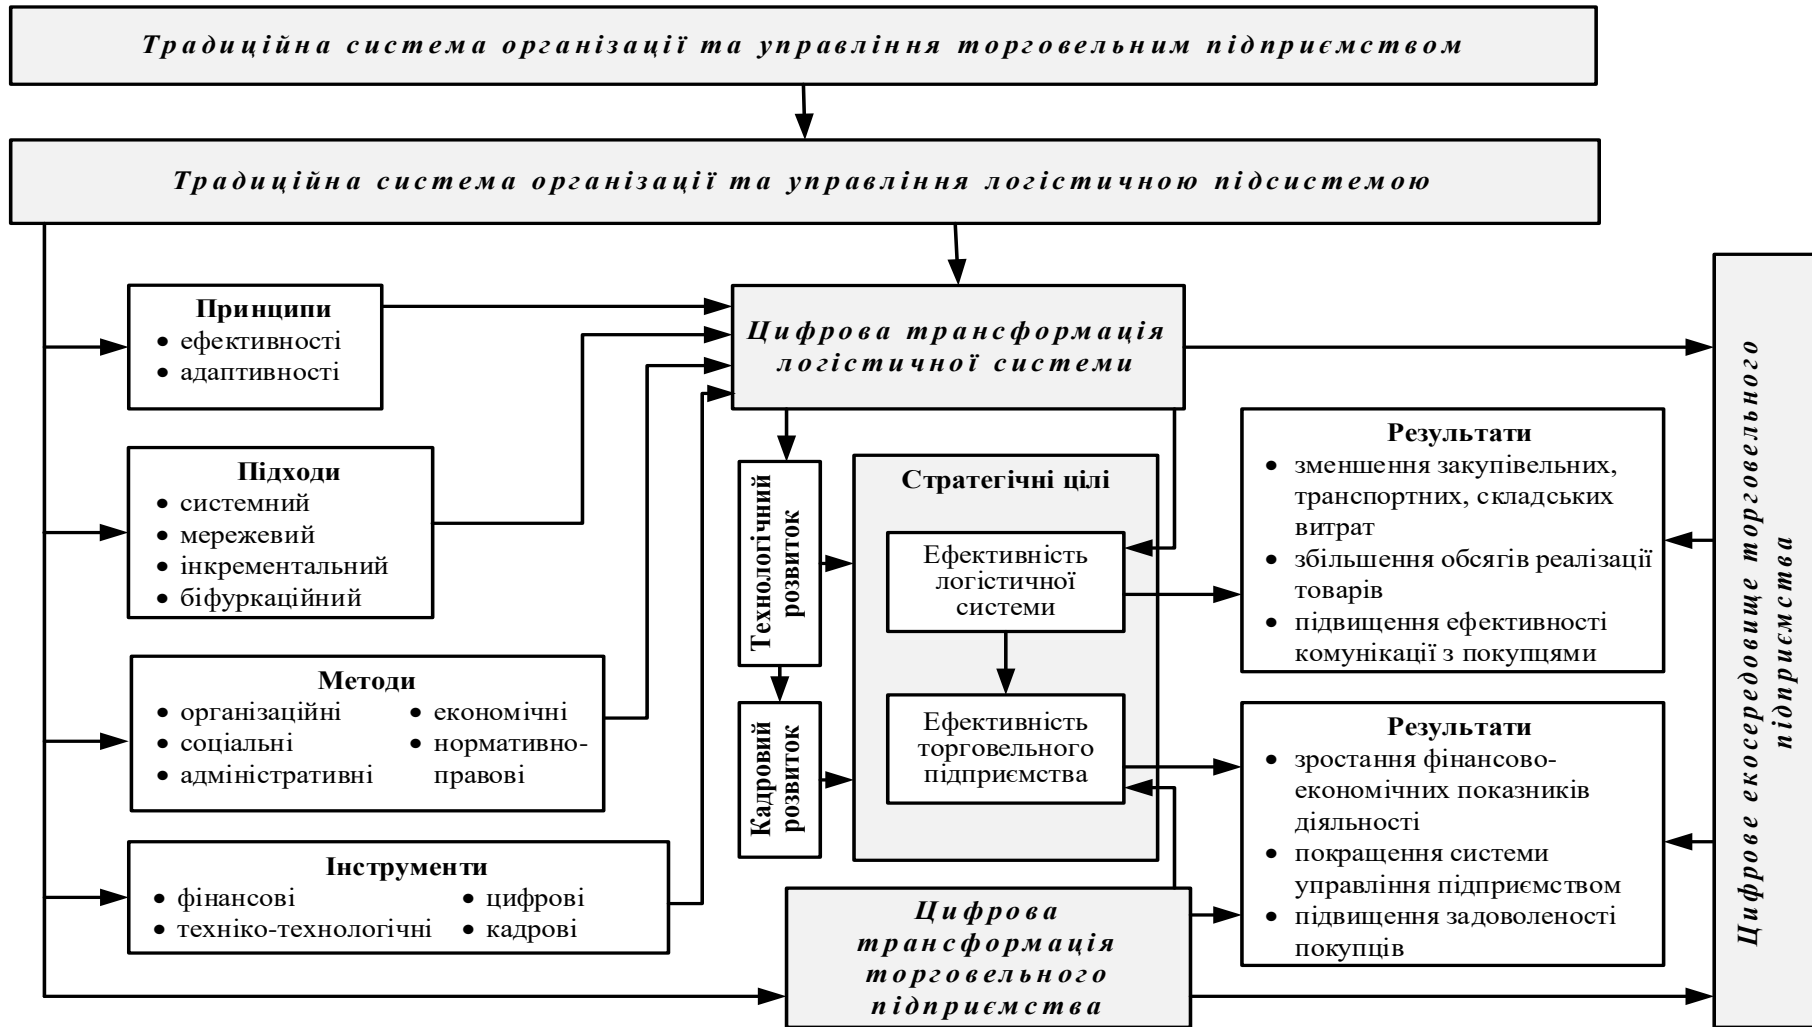 Традиційна система організації та управління торговельним підприємством
Традиційна система організації та управління логістичною підсистемою
Принципи
• ефективності
• адаптивності
Підходи
• системний
• мережевий
• інкрементальний
• біфуркаційний
Методи
• організаційні
• соціальні
• адміністративні
• економічні
• нормативно-
правові
Інструменти
• фінансові
• техніко-технологічні
• цифрові
• кадрові
Цифрова трансформація
логістичної системи
Технологічний
розвиток
Кадровий
розвиток
Стратегічні цілі
Ефективність
логістичної
системи
Ефективність
торговельного
підприємства
Цифрова
трансформація
торговельного
підприємства
Результати
• зменшення закупівельних,
транспортних, складських
витрат
• збільшення обсягів реалізації
товарів
• підвищення ефективності
комунікації з покупцями
Результати
• зростання фінансово-
економічних показників
діяльності
• покращення системи
управління підприємством
• підвищення задоволеності
покупців
Цифрове екосередовище торговельного
підприємства